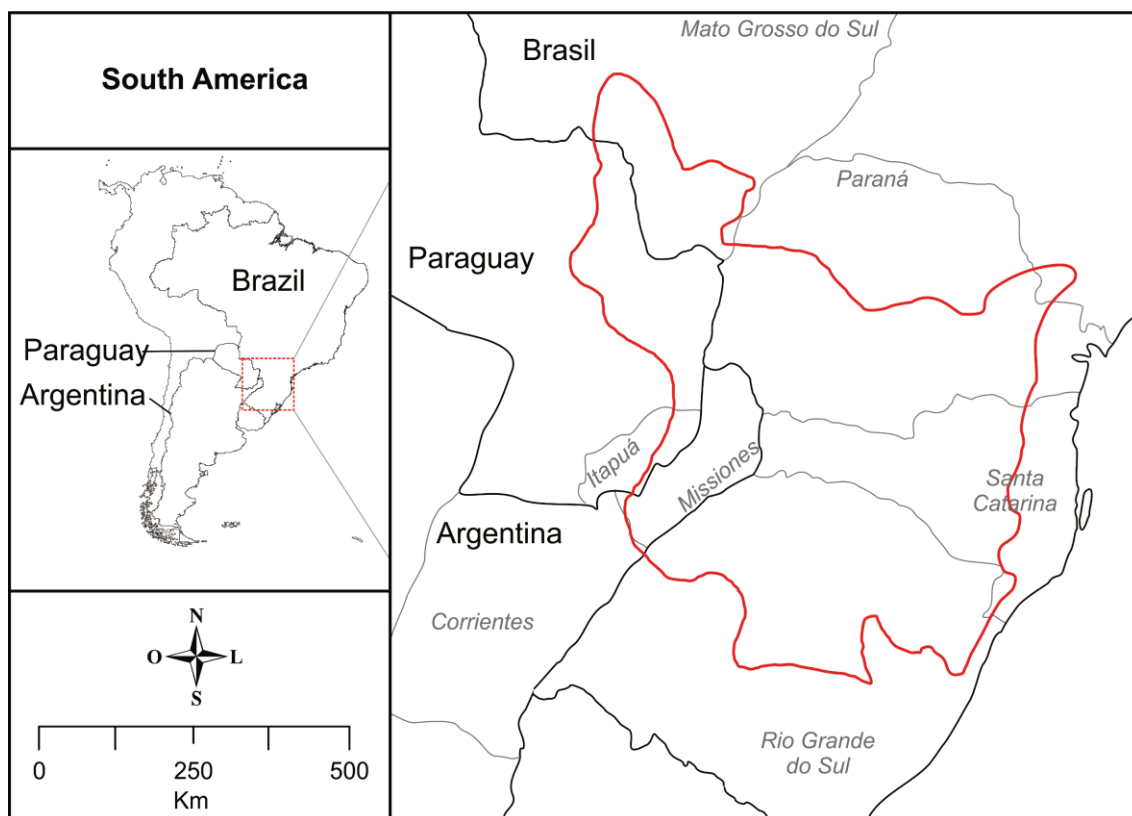 South America
Brazil
Paraguay
Argentina
N
O
L
S
0
250
500
Km
Mato Grosso do Sul
Brasil
Paraná
Paraguay
Itapuá
Missiones
Santa
Catarina
Argentina
Corrientes
Rio Grande
do Sul